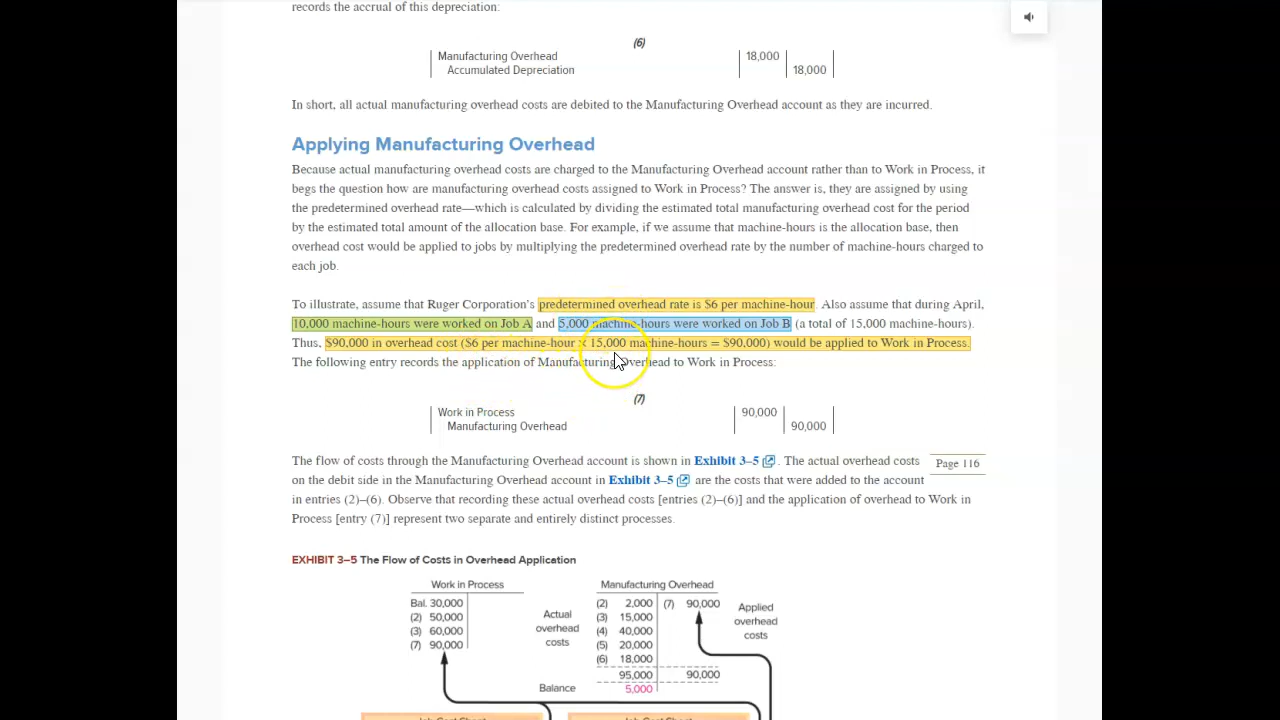 records the accrual of this depreciation:
(6)
Manufacturing Overhead 18,000
Accumulated Depreciation 18,000
In short, all actual manufacturing overhead costs are debited to the Manufacturing Overhead account as they are incurred.
Applying Manufacturing Overhead
Because actual manufacturing overhead costs are charged to the Manufacturing Overhead account rather than to Work in Process, it
begs the question how are manufacturing overhead costs assigned to Work in Process? The answer is, they are assigned by using
the predetermined overhead rate—which is calculated by dividing the estimated total manufacturing overhead cost for the period
by the estimated total amount of the allocation base. For example, if we assume that machine-hours is the allocation base, then
overhead cost would be applied to jobs by multiplying the predetermined overhead rate by the number of machine-hours charged to
each job.
To illustrate, assume that Ruger Corporation's predetermined overhead rate is $6 per machine-hour. Also assume that during April,
10,000 machine-hours were worked on Job A and 5,000 machine-hours were worked on Job B (a total of 15,000 machine-hours).
Thus, $90,000 in overhead cost ($6 per machine-hour × 15,000 machine-hours = $90,000) would be applied to Work in Process.
The following entry records the application of Manufacturing Overhead to Work in Process:
(7)
Work in Process 90,000
Manufacturing Overhead 90,000
The flow of costs through the Manufacturing Overhead account is shown in Exhibit 3–5. The actual overhead costs
Page 116
on the debit side in the Manufacturing Overhead account in Exhibit 3–5 are the costs that were added to the account
in entries (2)–(6). Observe that recording these actual overhead costs [entries (2)–(6)] and the application of overhead to Work in
Process [entry (7)] represent two separate and entirely distinct processes.
EXHIBIT 3–5 The Flow of Costs in Overhead Application
Work in Process
Bal. 30,000
(2) 50,000
(3) 60,000
(7) 90,000
Actual
overhead
costs
Manufacturing Overhead
(2) 2,000 (7) 90,000
(3) 15,000
(4) 40,000
(5) 20,000
(6) 18,000
95,000 90,000
Balance 5,000
Applied
overhead
costs